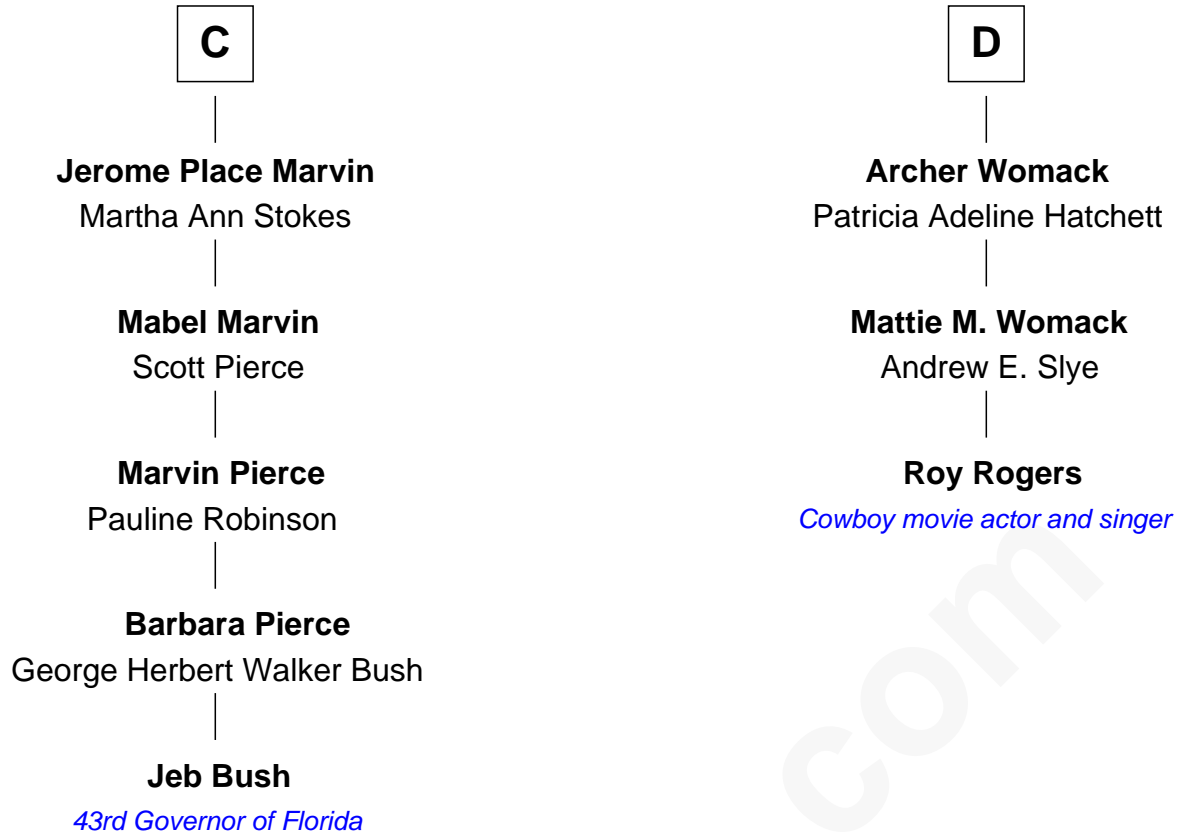 C
Jerome Place Marvin
Martha Ann Stokes
Mabel Marvin
Scott Pierce
Marvin Pierce
Pauline Robinson
Barbara Pierce
George Herbert Walker Bush
Jeb Bush
43rd Governor of Florida
D
Archer Womack
Patricia Adeline Hatchett
Mattie M. Womack
Andrew E. Slye
Roy Rogers
Cowboy movie actor and singer
com